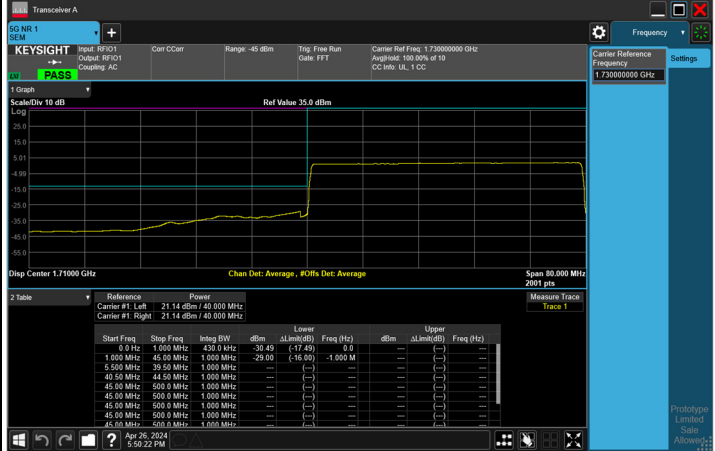 Transceiver A
5G NR 1
SEM
Frequency
KEYSIGHT
Input: RFIO1
Output: RFIO1
Coupling: AC
Corr CCorr
Range: -45 dBm
Trig: Free Run
Gate: FFT
Carrier Ref Freq: 1.730000000 GHz
Avg|Hold: 100.00% of 10
CC Info: UL, 1 CC
PASS
Carrier Reference
Frequency
1.730000000 GHz
Settings
1 Graph
Scale/Div 10 dB
Ref Value 35.0 dBm
Log
25.0
15.0
5.01
-4.99
-15.0
-25.0
-35.0
-45.0
-55.0
Disp Center 1.71000 GHz
Chan Det: Average , #Offs Det: Average
Span 80.000 MHz
2001 pts
2 Table
Reference Power
Carrier #1: Left 21.14 dBm / 40.000 MHz
Carrier #1: Right 21.14 dBm / 40.000 MHz
Measure Trace
Trace 1
Lower Upper
Start Freq Stop Freq Integ BW dBm ΔLimit(dB) Freq (Hz) dBm ΔLimit(dB) Freq (Hz)
0.0 Hz 1.000 MHz 430.0 kHz -30.49 (-17.49) 0.0 --- (---) ---
1.000 MHz 45.00 MHz 1.000 MHz -29.00 (-16.00) -1.000 M --- (---) ---
5.500 MHz 39.50 MHz 1.000 MHz --- (---) --- --- (---) ---
40.50 MHz 44.50 MHz 1.000 MHz --- (---) --- --- (---) ---
45.00 MHz 500.0 MHz 1.000 MHz --- (---) --- --- (---) ---
45.00 MHz 500.0 MHz 1.000 MHz --- (---) --- --- (---) ---
45.00 MHz 500.0 MHz 1.000 MHz --- (---) --- --- (---) ---
45.00 MHz 500.0 MHz 1.000 MHz --- (---) --- --- (---) ---
Prototype
Limited
Sale
Allowed
?
Apr 26, 2024
5:50:22 PM